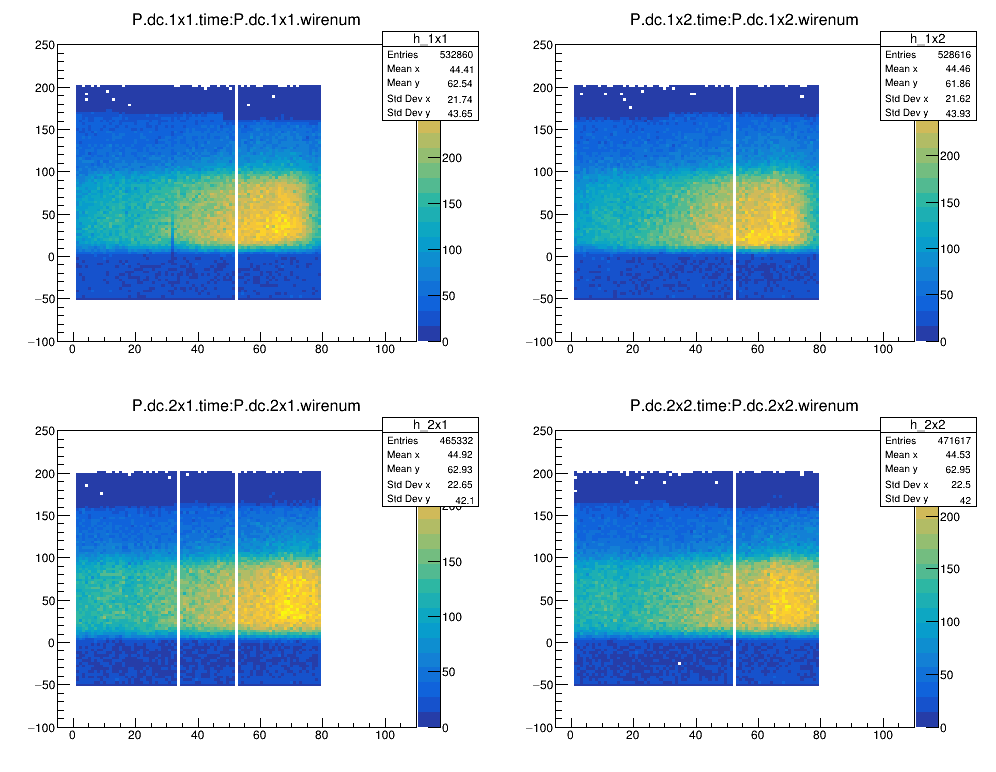 P.dc.1x1.time:P.dc.1x1.wirenum
h_1x1
Entries 532860
Mean x 44.41
Mean y 62.54
Std Dev x 21.74
Std Dev y 43.65
250
200
150
100
50
0
−50
−100
0 20 40 60 80 100
200
150
100
50
0
P.dc.1x2.time:P.dc.1x2.wirenum
h_1x2
Entries 528616
Mean x 44.46
Mean y 61.86
Std Dev x 21.62
Std Dev y 43.93
250
200
150
100
50
0
−50
−100
0 20 40 60 80 100
200
150
100
50
0
P.dc.2x1.time:P.dc.2x1.wirenum
h_2x1
Entries 465332
Mean x 44.92
Mean y 62.93
Std Dev x 22.65
Std Dev y 42.1
250
200
150
100
50
0
−50
−100
0 20 40 60 80 100
200
150
100
50
0
P.dc.2x2.time:P.dc.2x2.wirenum
h_2x2
Entries 471617
Mean x 44.53
Mean y 62.95
Std Dev x 22.5
Std Dev y 42
250
200
150
100
50
0
−50
−100
0 20 40 60 80 100
200
150
100
50
0